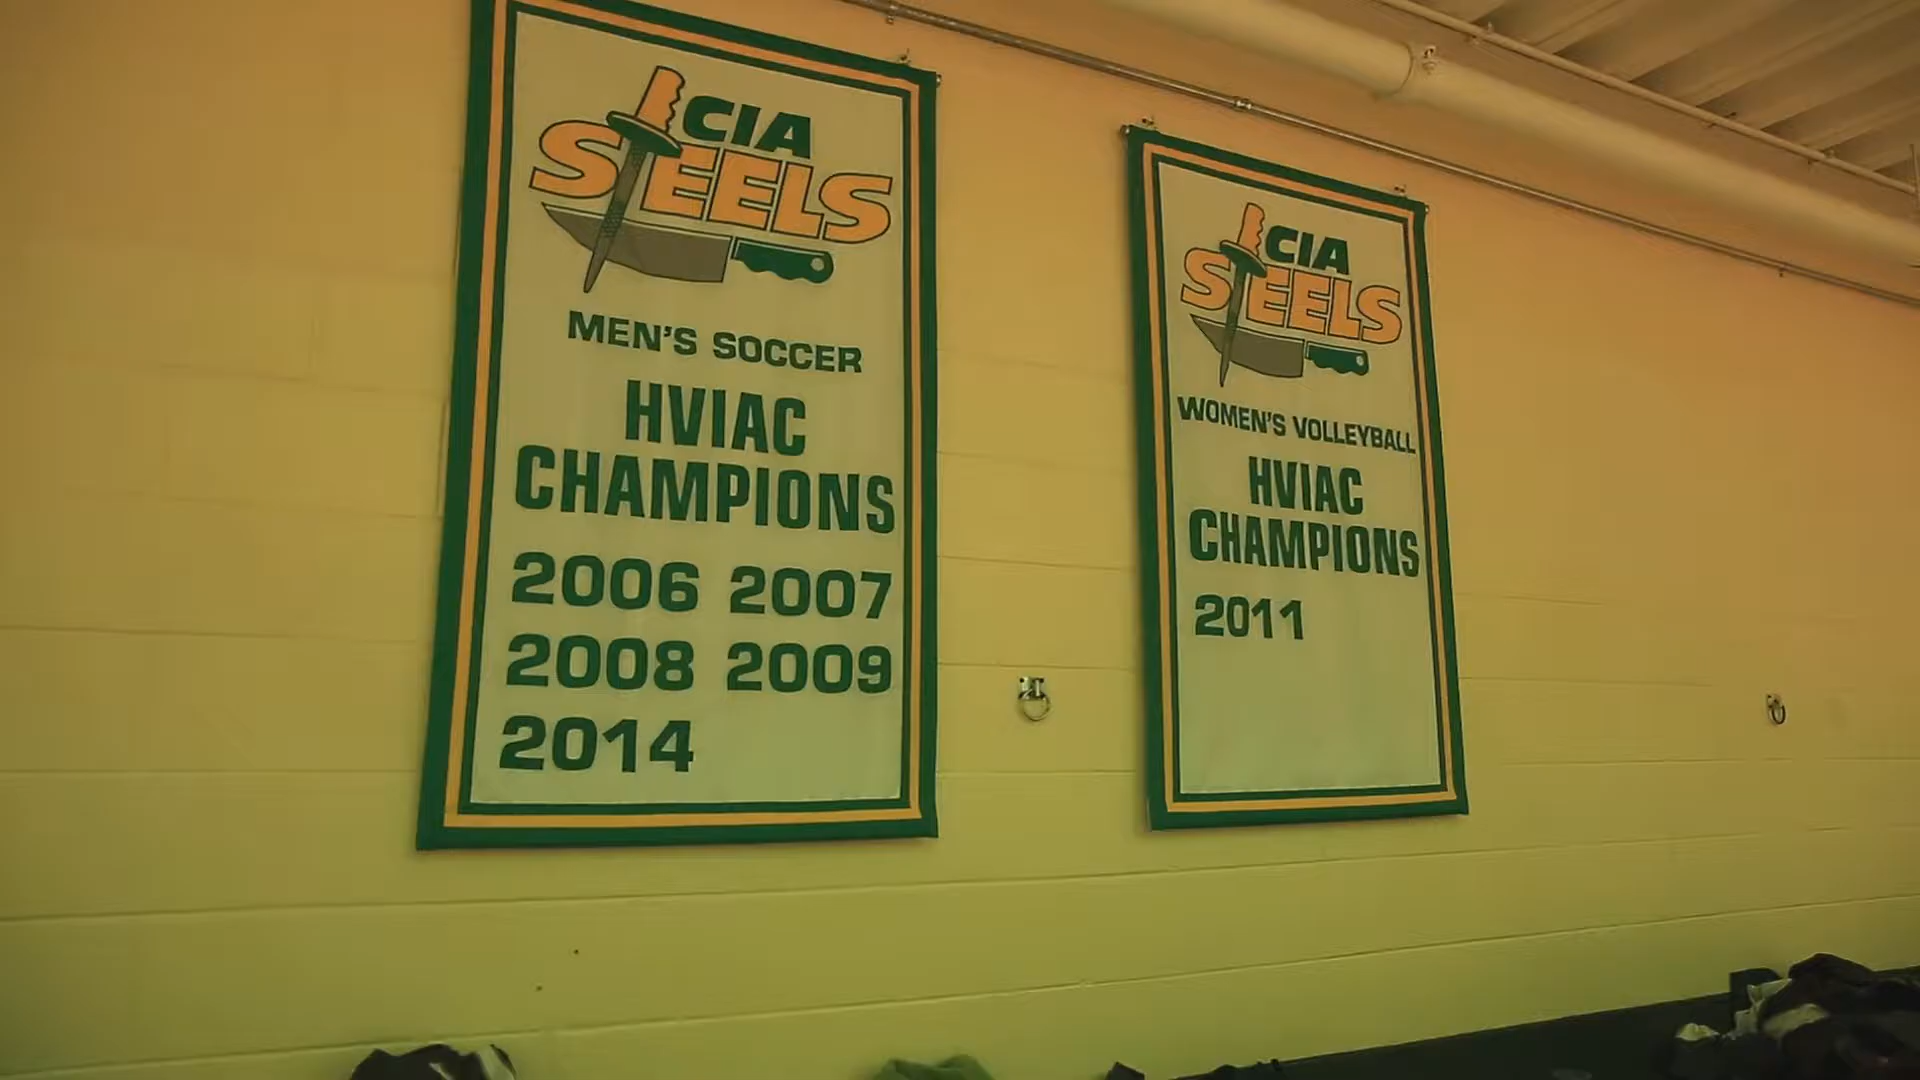 CIA
STEELS
MEN'S SOCCER
HVIAC
CHAMPIONS
2006 2007
2008 2009
2014
CIA
STEELS
WOMEN'S VOLLEYBALL
HVIAC
CHAMPIONS
2011